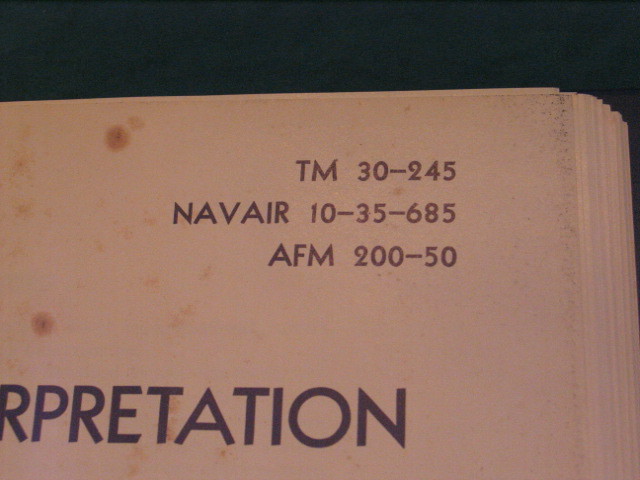 TM 30-245
NAVAIR 10-35-685
AFM 200-50
RPRETATION